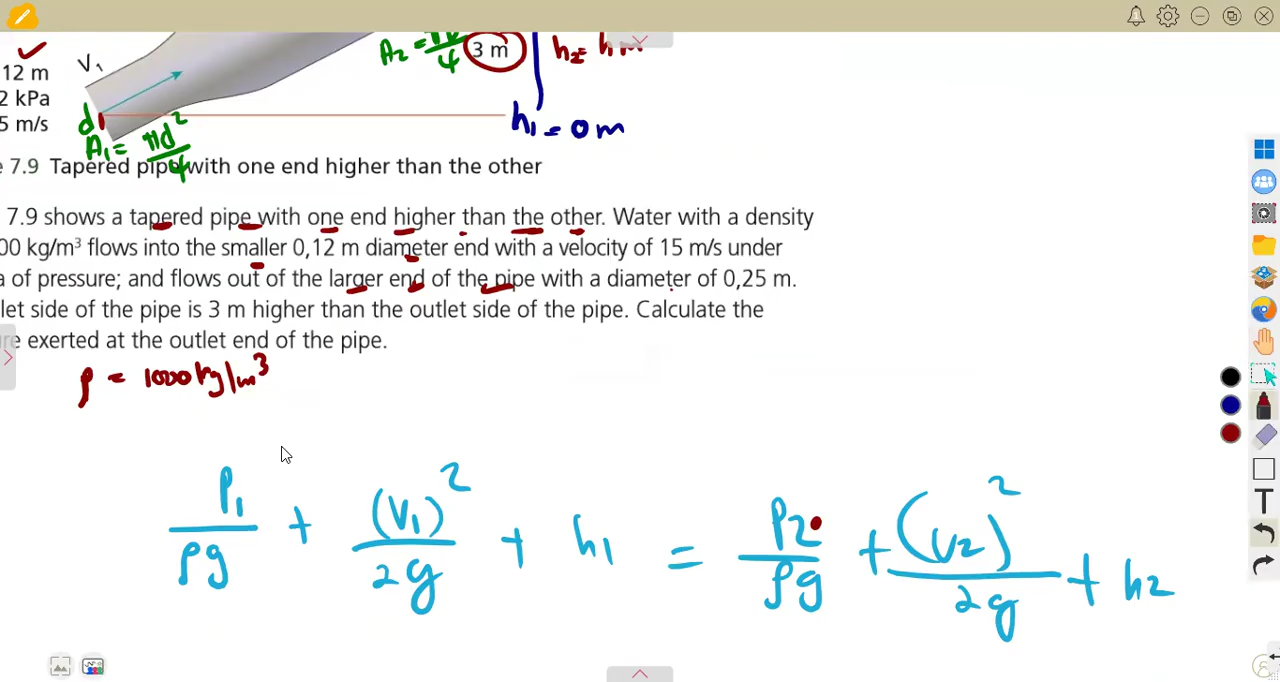 12 m
2 kPa
5 m/s
V₁
d₁
A₁ = πd²/4
A₂ =
4
3 m
h₂ = hm
h₁ = 0m
7.9 Tapered pipe with one end higher than the other
7.9 shows a tapered pipe with one end higher than the other. Water with a density
00 kg/m³ flows into the smaller 0,12 m diameter end with a velocity of 15 m/s under
a of pressure; and flows out of the larger end of the pipe with a diameter of 0,25 m.
let side of the pipe is 3 m higher than the outlet side of the pipe. Calculate the
re exerted at the outlet end of the pipe.
ρ = 1000 kg/m³
P₁/ρg + (V₁)²/2g + h₁ = P₂/ρg + (V₂)²/2g + h₂
T